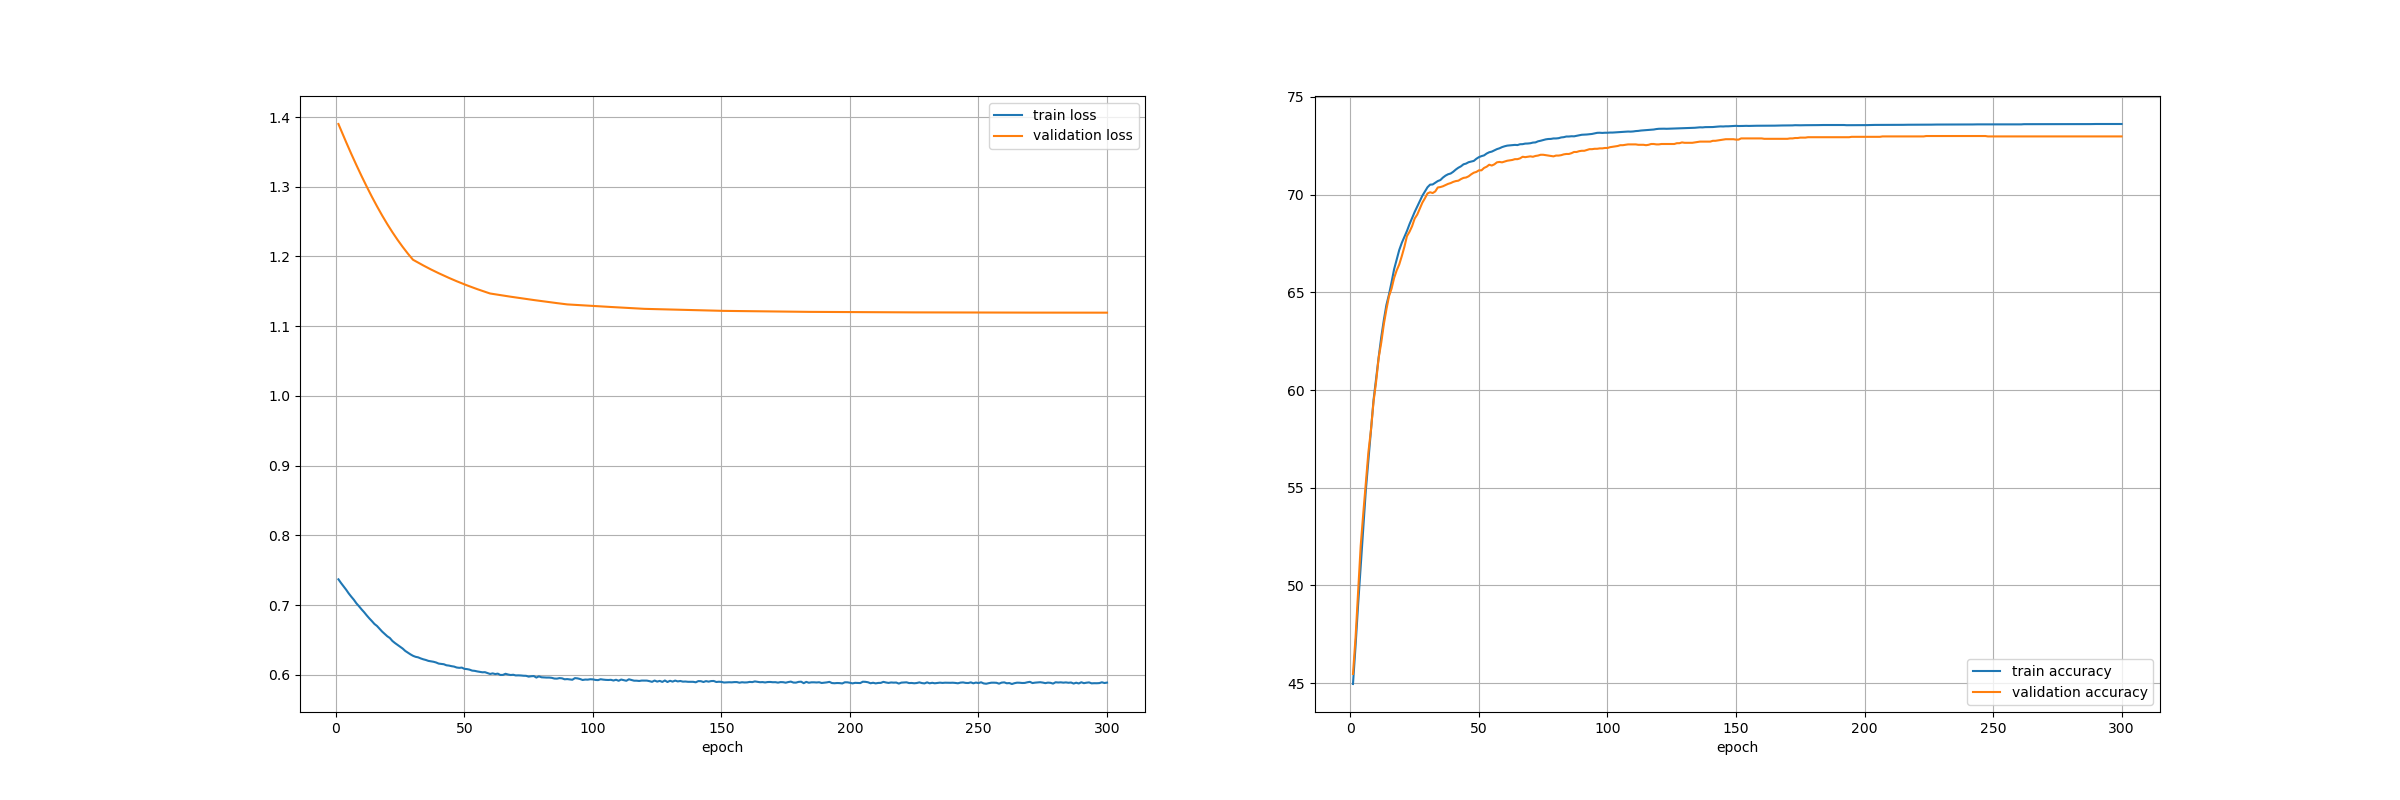 train loss
validation loss
1.4
1.3
1.2
1.1
1.0
0.9
0.8
0.7
0.6
0 50 100 150 200 250 300
epoch
75
70
65
60
55
50
45
train accuracy
validation accuracy
0 50 100 150 200 250 300
epoch